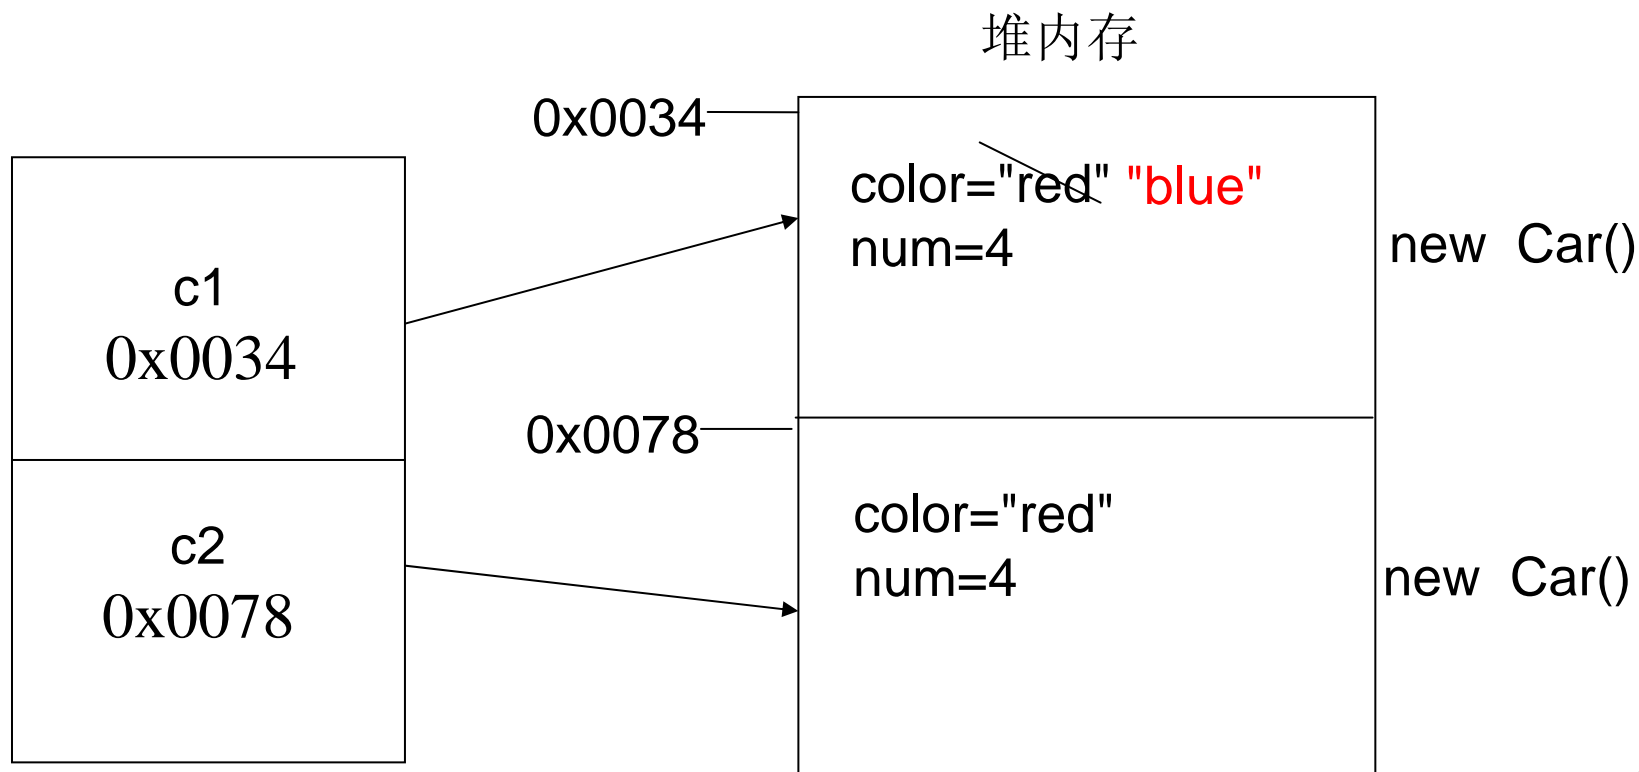 堆内存
0x0034
color="red" "blue"
num=4
new Car()
c1
0x0034
0x0078
color="red"
num=4
new Car()
c2
0x0078